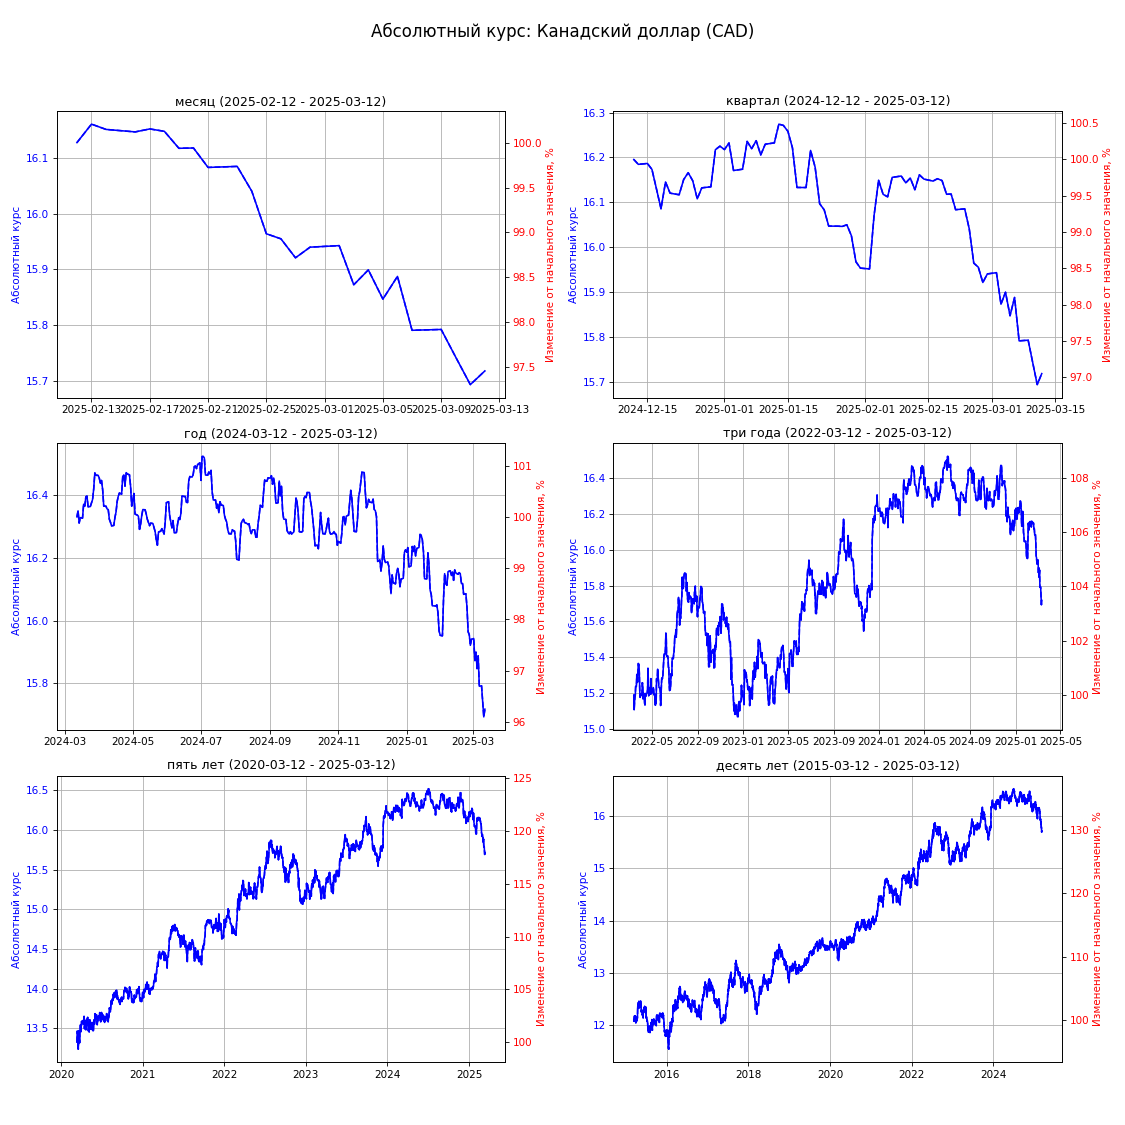 Абсолютный курс: Канадский доллар (CAD)
месяц (2025-02-12 - 2025-03-12)
Абсолютный курс
16.1
16.0
15.9
15.8
15.7
100.0
99.5
99.0
98.5
98.0
97.5
Изменение от начального значения, %
2025-02-13 2025-02-17 2025-02-21 2025-02-25 2025-03-01 2025-03-05 2025-03-09 2025-03-13
квартал (2024-12-12 - 2025-03-12)
Абсолютный курс
16.3
16.2
16.1
16.0
15.9
15.8
15.7
100.5
100.0
99.5
99.0
98.5
98.0
97.5
97.0
Изменение от начального значения, %
2024-12-15 2025-01-01 2025-01-15 2025-02-01 2025-02-15 2025-03-01 2025-03-15
год (2024-03-12 - 2025-03-12)
Абсолютный курс
16.4
16.2
16.0
15.8
101
100
99
98
97
96
Изменение от начального значения, %
2024-03 2024-05 2024-07 2024-09 2024-11 2025-01 2025-03
три года (2022-03-12 - 2025-03-12)
Абсолютный курс
16.4
16.2
16.0
15.8
15.6
15.4
15.2
15.0
108
106
104
102
100
Изменение от начального значения, %
2022-05 2022-09 2023-01 2023-05 2023-09 2024-01 2024-05 2024-09 2025-01 2025-05
пять лет (2020-03-12 - 2025-03-12)
Абсолютный курс
16.5
16.0
15.5
15.0
14.5
14.0
13.5
125
120
115
110
105
100
Изменение от начального значения, %
2020 2021 2022 2023 2024 2025
десять лет (2015-03-12 - 2025-03-12)
Абсолютный курс
16
15
14
13
12
130
120
110
100
Изменение от начального значения, %
2016 2018 2020 2022 2024